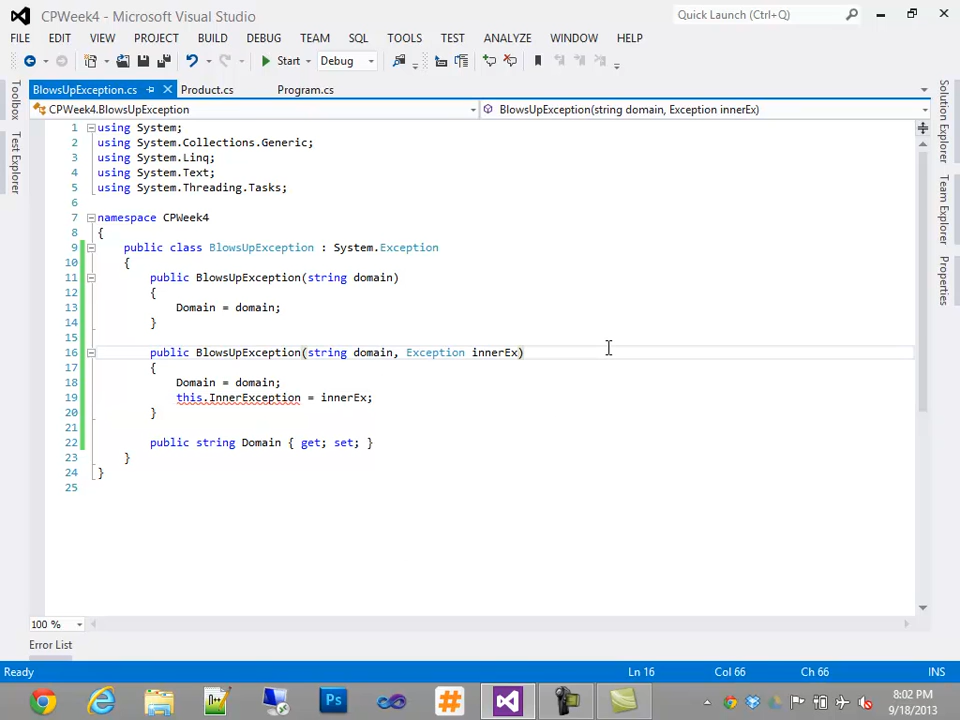 CPWeek4 - Microsoft Visual Studio
Quick Launch (Ctrl+Q)
FILE EDIT VIEW PROJECT BUILD DEBUG TEAM SQL TOOLS TEST ANALYZE WINDOW HELP
Start Debug
BlowsUpException.cs Product.cs Program.cs
CPWeek4.BlowsUpException BlowsUpException(string domain, Exception innerEx)
Toolbox
Test Explorer
Solution Explorer
Team Explorer
Properties
1 using System;
2 using System.Collections.Generic;
3 using System.Linq;
4 using System.Text;
5 using System.Threading.Tasks;
6
7 namespace CPWeek4
8 {
9 public class BlowsUpException : System.Exception
10 {
11 public BlowsUpException(string domain)
12 {
13 Domain = domain;
14 }
15
16 public BlowsUpException(string domain, Exception innerEx)
17 {
18 Domain = domain;
19 this.InnerException = innerEx;
20 }
21
22 public string Domain { get; set; }
23 }
24 }
25
100 %
Error List
Ready Ln 16 Col 66 Ch 66 INS
Ps
8:02 PM
9/18/2013